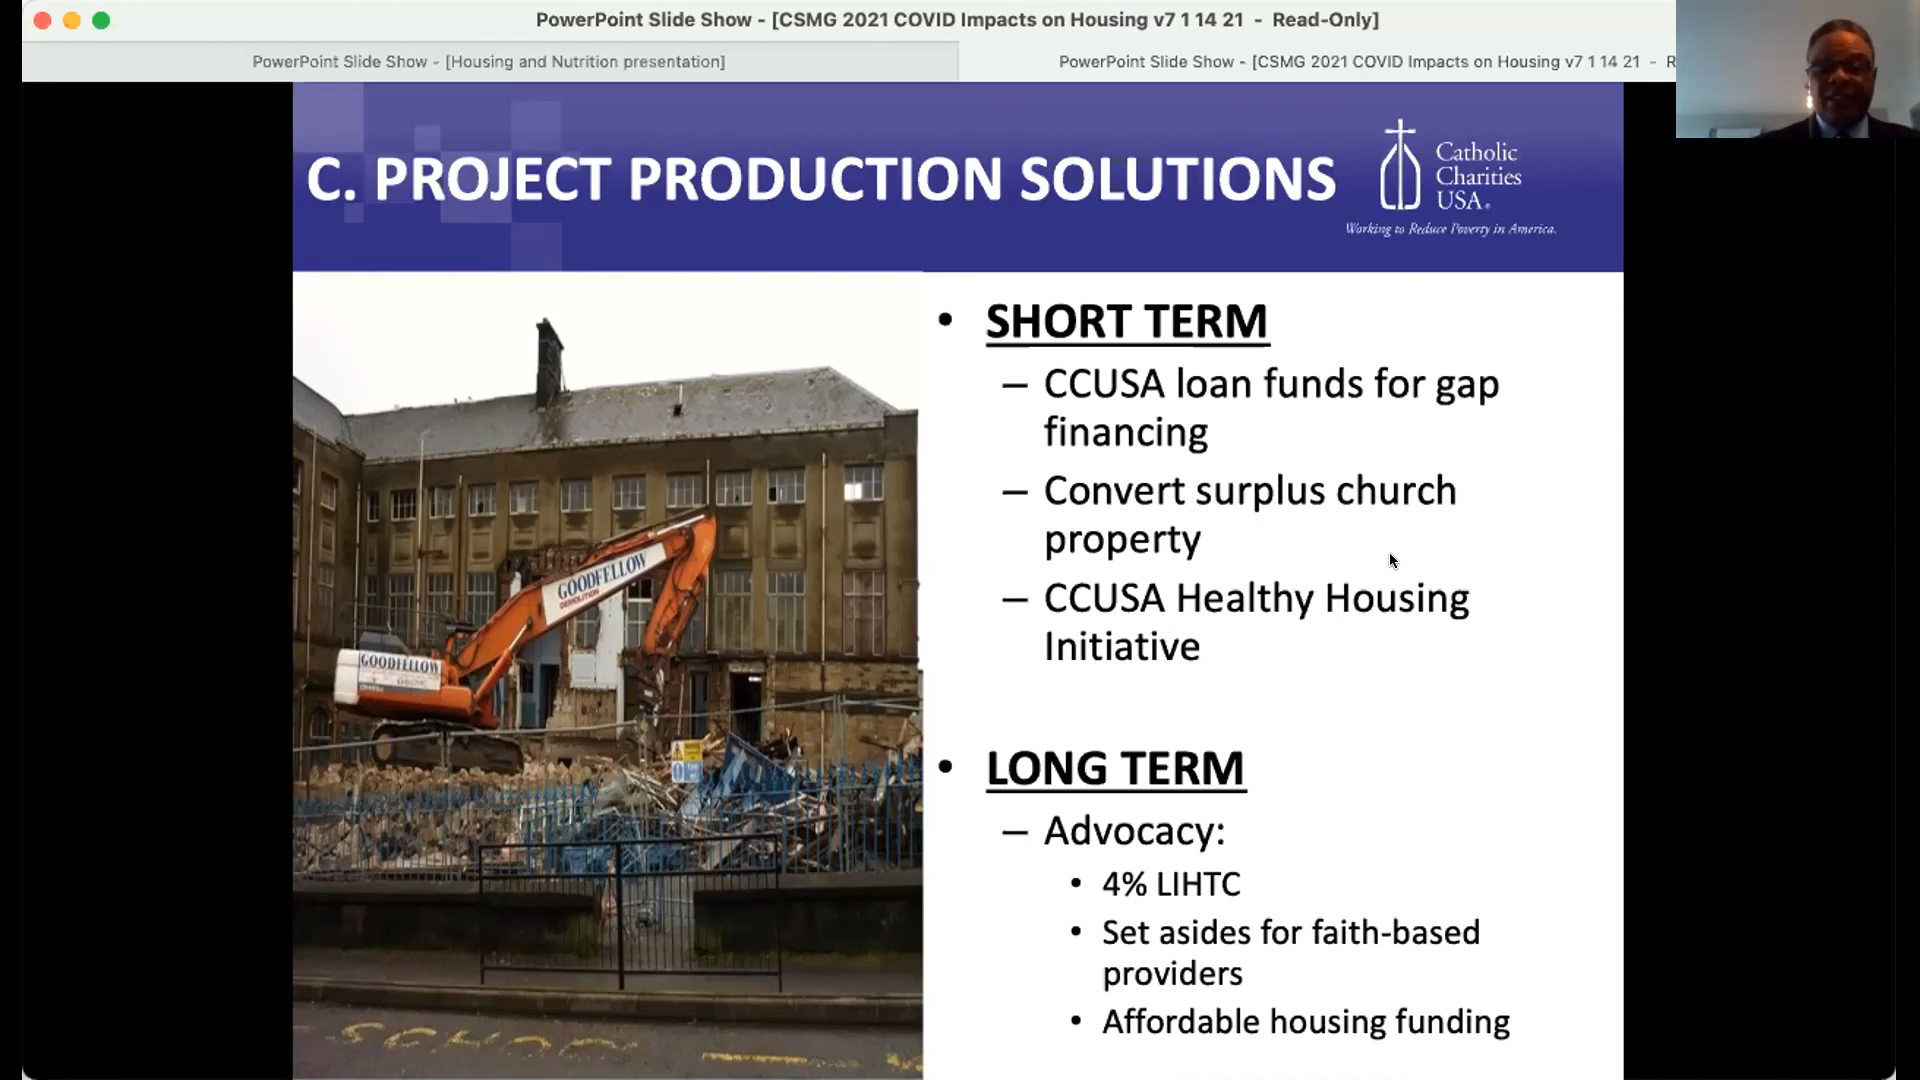 PowerPoint Slide Show - [CSMG 2021 COVID Impacts on Housing v7 1 14 21 - Read-Only]
PowerPoint Slide Show - [Housing and Nutrition presentation]
PowerPoint Slide Show - [CSMG 2021 COVID Impacts on Housing v7 1 14 21 - R
C. PROJECT PRODUCTION SOLUTIONS
Catholic
Charities
USA®
Working to Reduce Poverty in America.
• SHORT TERM
– CCUSA loan funds for gap
financing
– Convert surplus church
property
– CCUSA Healthy Housing
Initiative
• LONG TERM
– Advocacy:
• 4% LIHTC
• Set asides for faith-based
providers
• Affordable housing funding
GOODFELLOW
DEMOLITION
GOODFELLOW
SCHOOL